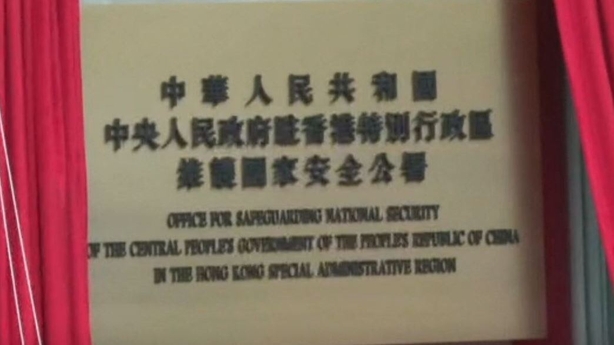 中華人民共和國
中央人民政府駐香港特別行政區
維護國家安全公署
OFFICE FOR SAFEGUARDING NATIONAL SECURITY
OF THE CENTRAL PEOPLE'S GOVERNMENT OF THE PEOPLE'S REPUBLIC OF CHINA
IN THE HONG KONG SPECIAL ADMINISTRATIVE REGION